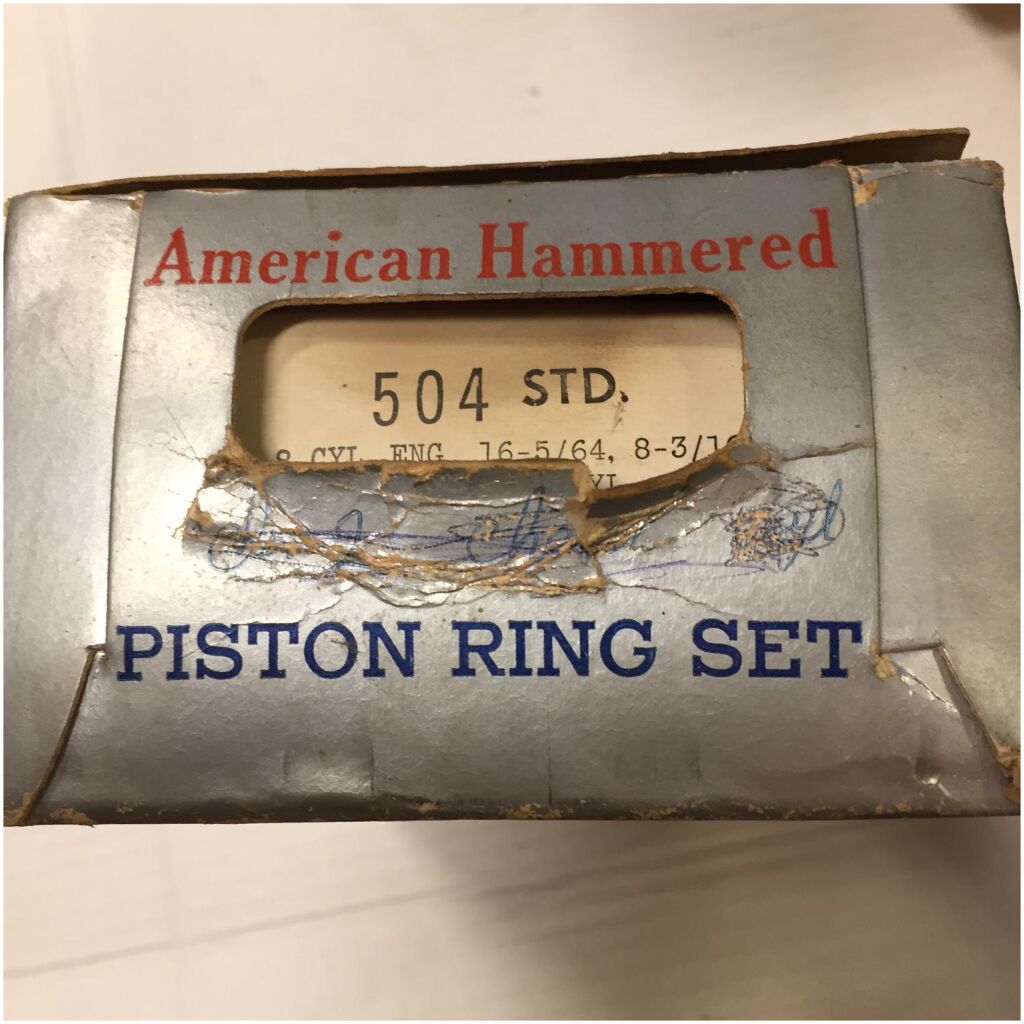 American Hammered
504 STD.
8 CYL. ENG. 16-5/64, 8-3/16
PISTON RING SET